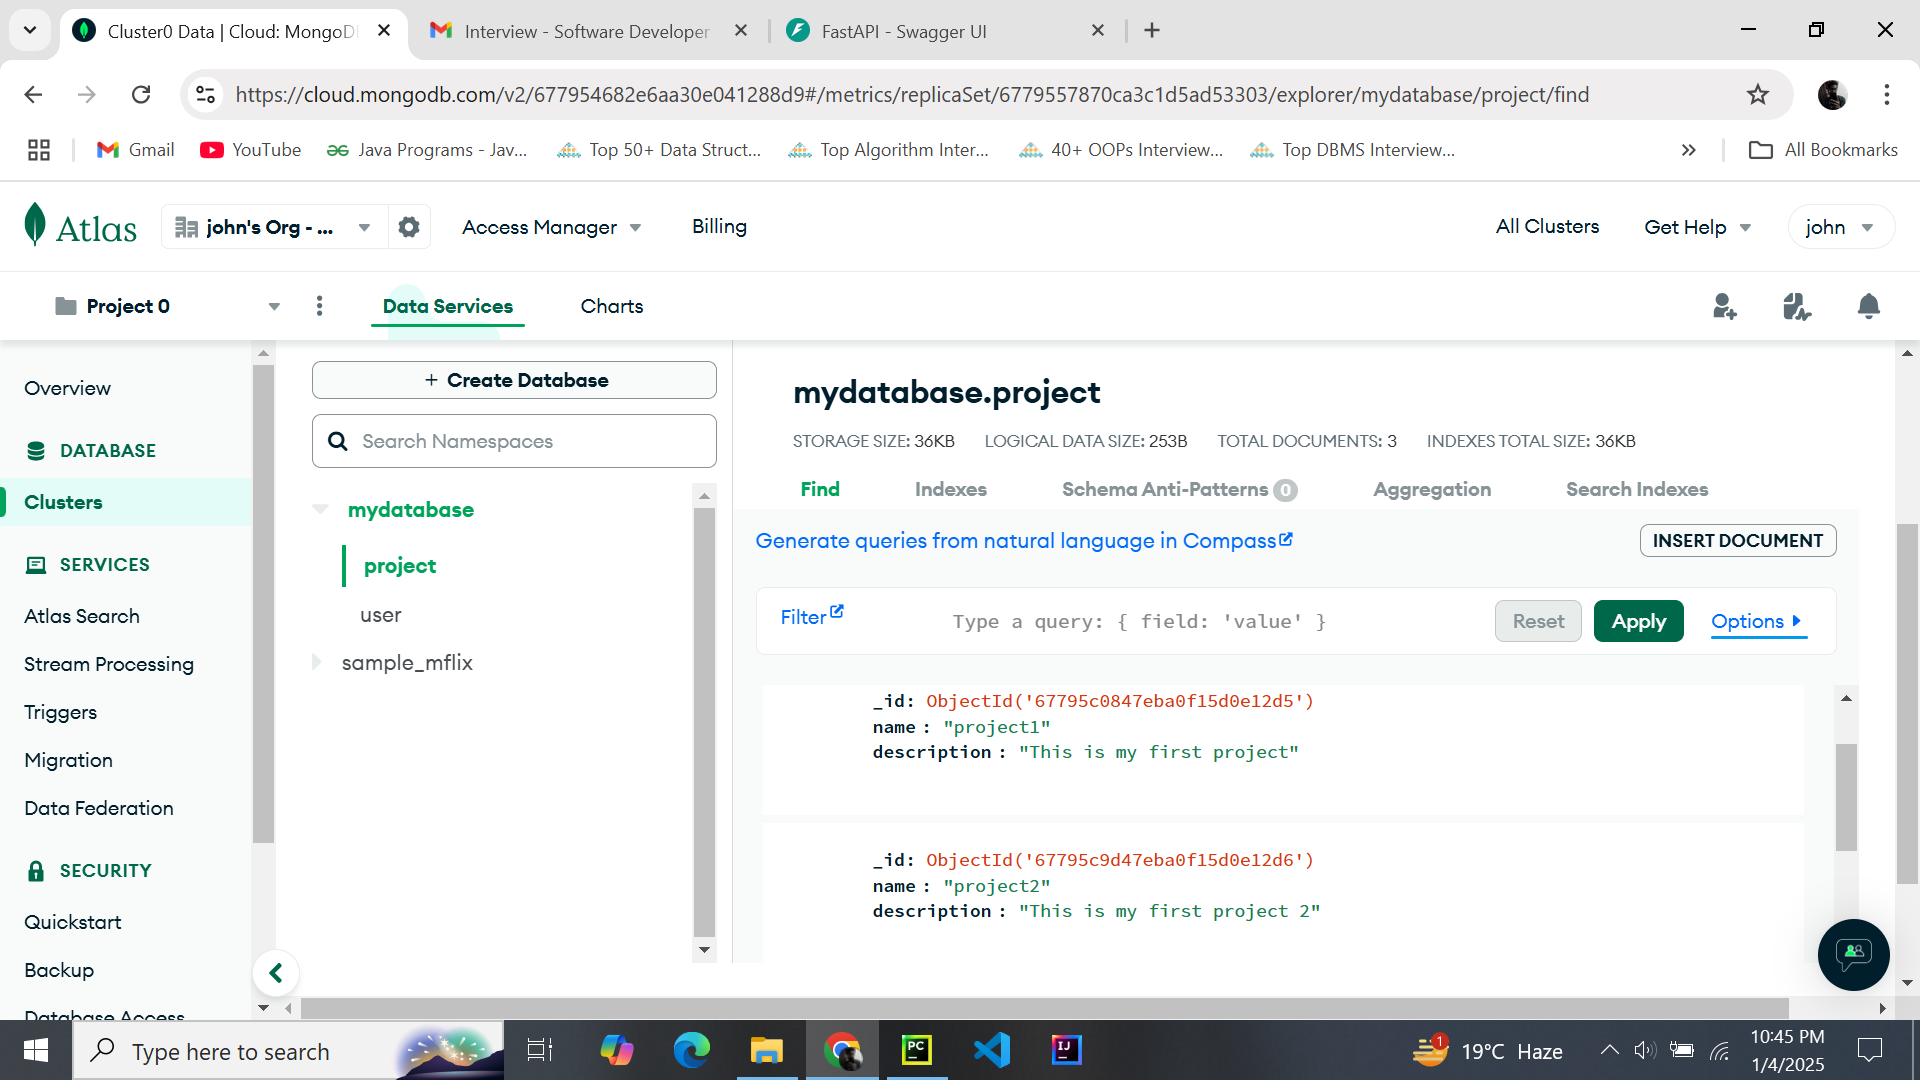 Cluster0 Data | Cloud: MongoD
Interview - Software Developer
FastAPI - Swagger UI
https://cloud.mongodb.com/v2/677954682e6aa30e041288d9#/metrics/replicaSet/6779557870ca3c1d5ad53303/explorer/mydatabase/project/find
Gmail
YouTube
Java Programs - Jav...
Top 50+ Data Struct...
Top Algorithm Inter...
40+ OOPs Interview...
Top DBMS Interview...
All Bookmarks
Atlas
john's Org - ...
Access Manager
Billing
All Clusters
Get Help
john
Project 0
Data Services
Charts
Overview
DATABASE
Clusters
SERVICES
Atlas Search
Stream Processing
Triggers
Migration
Data Federation
SECURITY
Quickstart
Backup
Database Access
+ Create Database
Search Namespaces
mydatabase
project
user
sample_mflix
mydatabase.project
STORAGE SIZE: 36KB LOGICAL DATA SIZE: 253B TOTAL DOCUMENTS: 3 INDEXES TOTAL SIZE: 36KB
Find
Indexes
Schema Anti-Patterns 0
Aggregation
Search Indexes
Generate queries from natural language in Compass
INSERT DOCUMENT
Filter
Type a query: { field: 'value' }
Reset
Apply
Options
_id: ObjectId('67795c0847eba0f15d0e12d5')
name : "project1"
description : "This is my first project"
_id: ObjectId('67795c9d47eba0f15d0e12d6')
name : "project2"
description : "This is my first project 2"
Type here to search
PC
IJ
1
19°C Haze
10:45 PM
1/4/2025